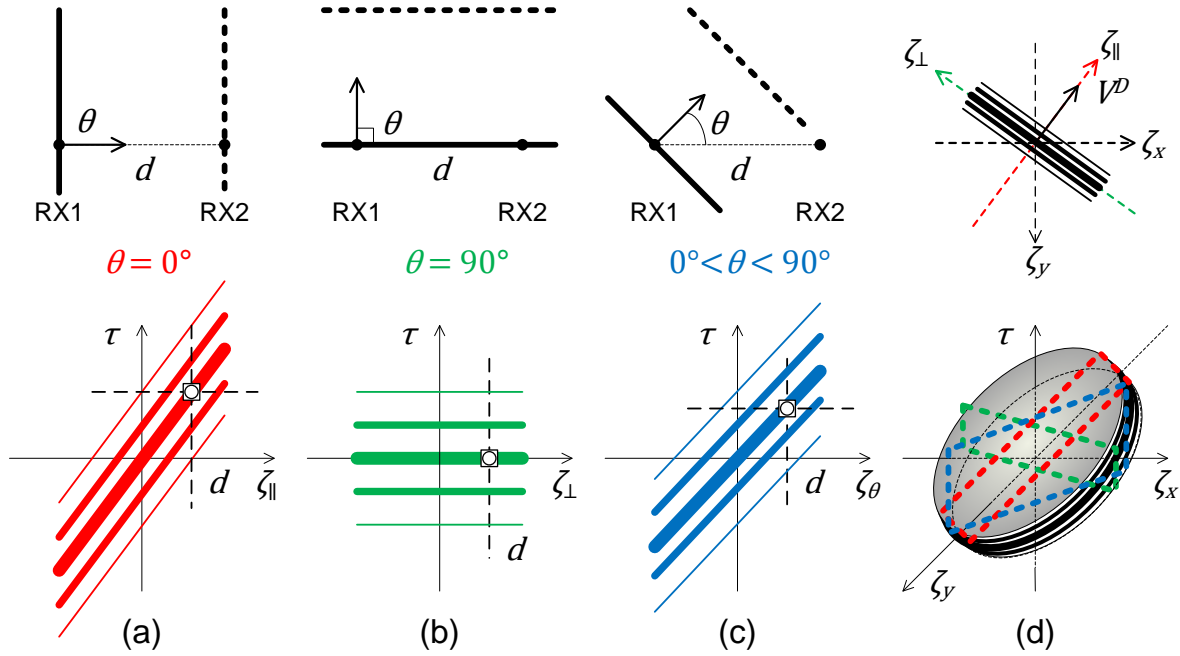 θ
d
RX1
RX2
θ = 0°
τ
d
ζ∥
(a)
θ
d
RX1
RX2
θ = 90°
τ
ζ⊥
d
(b)
θ
d
RX1
RX2
0°< θ < 90°
τ
d
ζθ
(c)
ζ⊥
ζ∥
V^D
ζx
ζy
τ
ζx
ζy
(d)